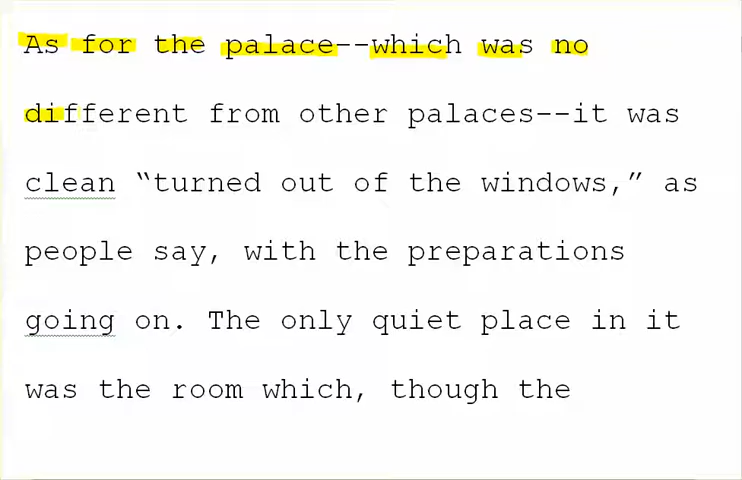 As for the palace--which was no
different from other palaces--it was
clean “turned out of the windows,” as
people say, with the preparations
going on. The only quiet place in it
was the room which, though the